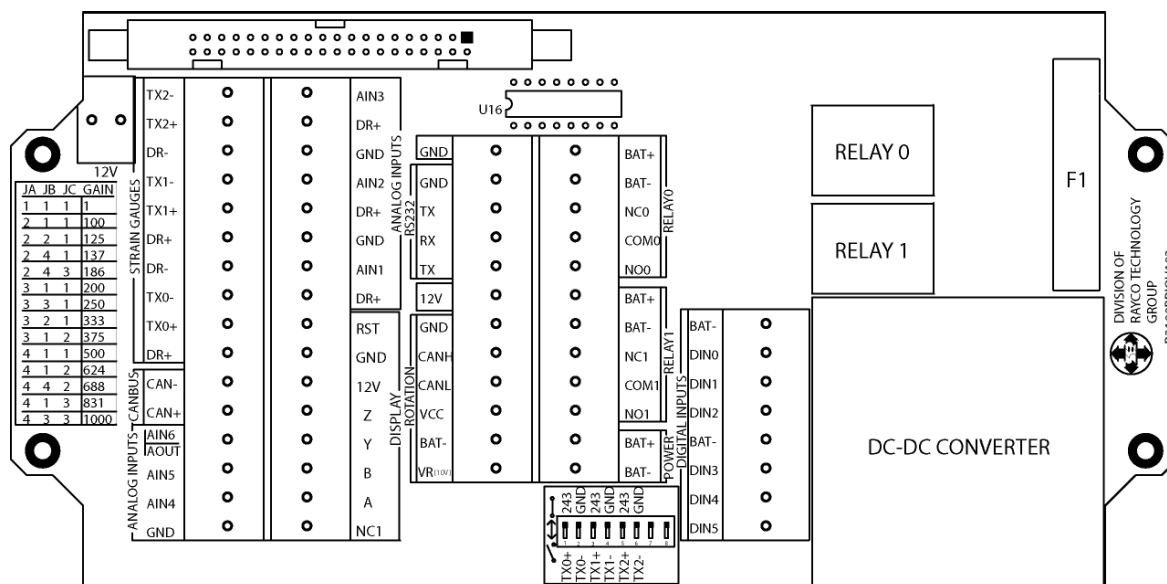 12V
JA JB JC GAIN
1 1 1 1
2 1 1 100
2 2 1 125
2 4 1 137
2 4 3 186
3 1 1 200
3 3 1 250
3 2 1 333
3 1 2 375
4 1 1 500
4 1 2 624
4 4 2 688
4 1 3 831
4 3 3 1000
STRAIN GAUGES
TX2-
TX2+
DR-
TX1-
TX1+
DR+
DR-
TX0-
TX0+
DR+
CANBUS
CAN-
CAN+
ANALOG INPUTS
AIN6
AOUT
AIN5
AIN4
GND
AIN3
DR+
GND
AIN2
DR+
GND
AIN1
DR+
ANALOG INPUTS
RST
GND
12V
Z
Y
B
A
NC1
DISPLAY
U16
GND
RS232
GND
TX
RX
TX
12V
ROTATION
GND
CANH
CANL
VCC
BAT-
VR(10V)
BAT+
BAT-
NC0
COM0
NO0
RELAY0
BAT+
BAT-
NC1
COM1
NO1
RELAY1
BAT+
BAT-
POWER
243 GND 243 GND 243 GND
1 2 3 4 5 6 7 8
TX0+ TX0- TX1+ TX1- TX2+ TX2-
DIGITAL INPUTS
BAT-
DIN0
DIN1
DIN2
BAT-
DIN3
DIN4
DIN5
RELAY 0
RELAY 1
F1
DC-DC CONVERTER
DIVISION OF
RAYCO TECHNOLOGY
GROUP